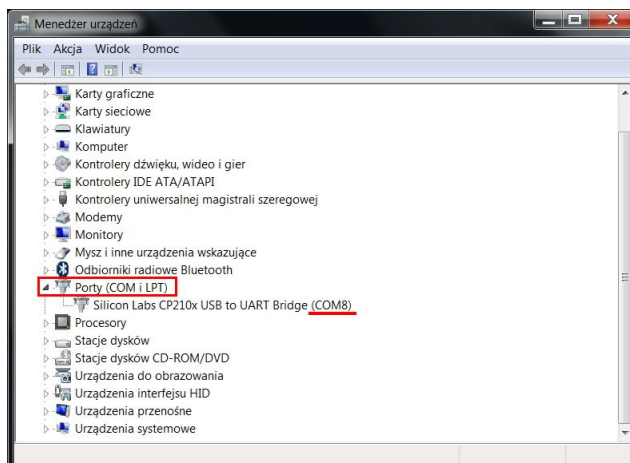 Menedżer urządzeń
Plik Akcja Widok Pomoc
Karty graficzne
Karty sieciowe
Klawiatury
Komputer
Kontrolery dźwięku, wideo i gier
Kontrolery IDE ATA/ATAPI
Kontrolery uniwersalnej magistrali szeregowej
Modemy
Monitory
Mysz i inne urządzenia wskazujące
Odbiorniki radiowe Bluetooth
Porty (COM i LPT)
Silicon Labs CP210x USB to UART Bridge (COM8)
Procesory
Stacje dysków
Stacje dysków CD-ROM/DVD
Urządzenia do obrazowania
Urządzenia interfejsu HID
Urządzenia przenośne
Urządzenia systemowe